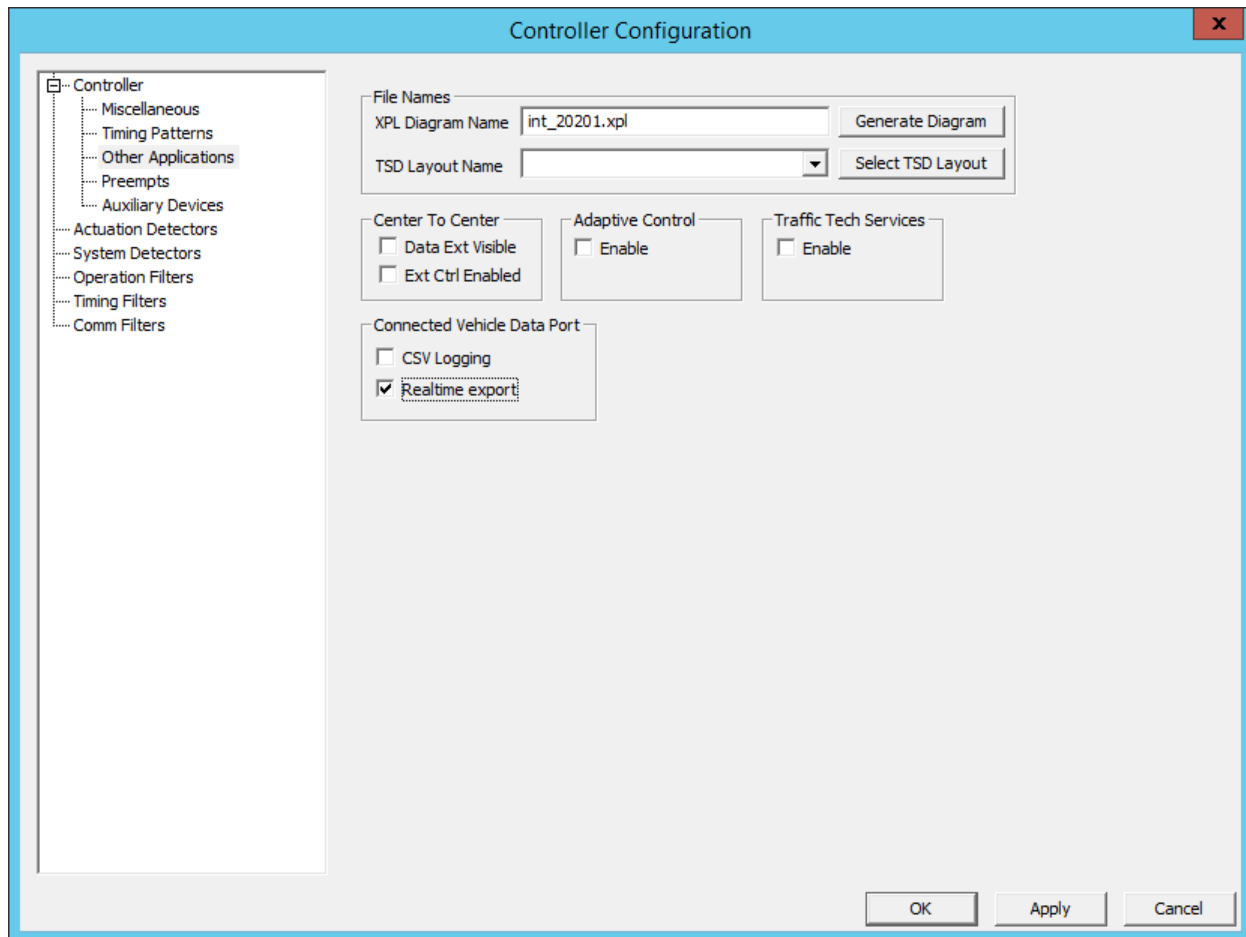 Controller Configuration
x
Controller
Miscellaneous
Timing Patterns
Other Applications
Preempts
Auxiliary Devices
Actuation Detectors
System Detectors
Operation Filters
Timing Filters
Comm Filters
File Names
XPL Diagram Name int_20201.xpl Generate Diagram
TSD Layout Name Select TSD Layout
Center To Center Adaptive Control Traffic Tech Services
Data Ext Visible Enable Enable
Ext Ctrl Enabled
Connected Vehicle Data Port
CSV Logging
Realtime export
OK Apply Cancel